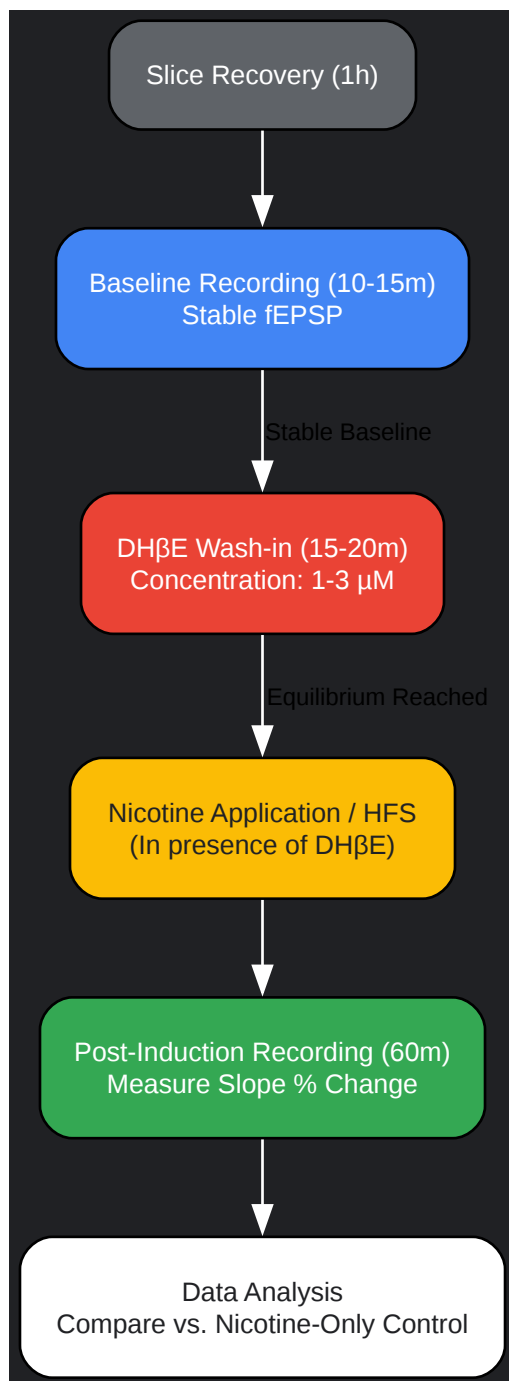 Slice Recovery (1h)
Baseline Recording (10-15m)
Stable fEPSP
Stable Baseline
DHβE Wash-in (15-20m)
Concentration: 1-3 µM
Equilibrium Reached
Nicotine Application / HFS
(In presence of DHβE)
Post-Induction Recording (60m)
Measure Slope % Change
Data Analysis
Compare vs. Nicotine-Only Control